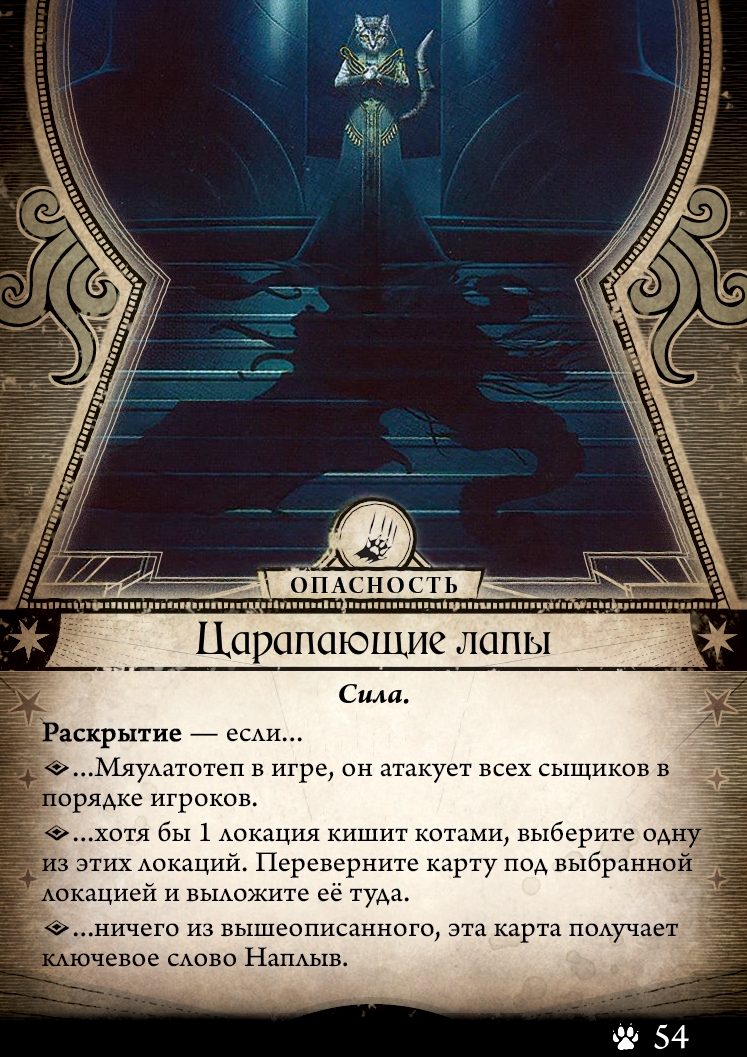 ОПАСНОСТЬ
Царапающие лапы
Сила.
Раскрытие — если...
...Мяулатотеп в игре, он атакует всех сыщиков в
порядке игроков.
...хотя бы 1 локация кишит котами, выберите одну
из этих локаций. Переверните карту под выбранной
локацией и выложите её туда.
...ничего из вышеописанного, эта карта получает
ключевое слово Наплыв.
54